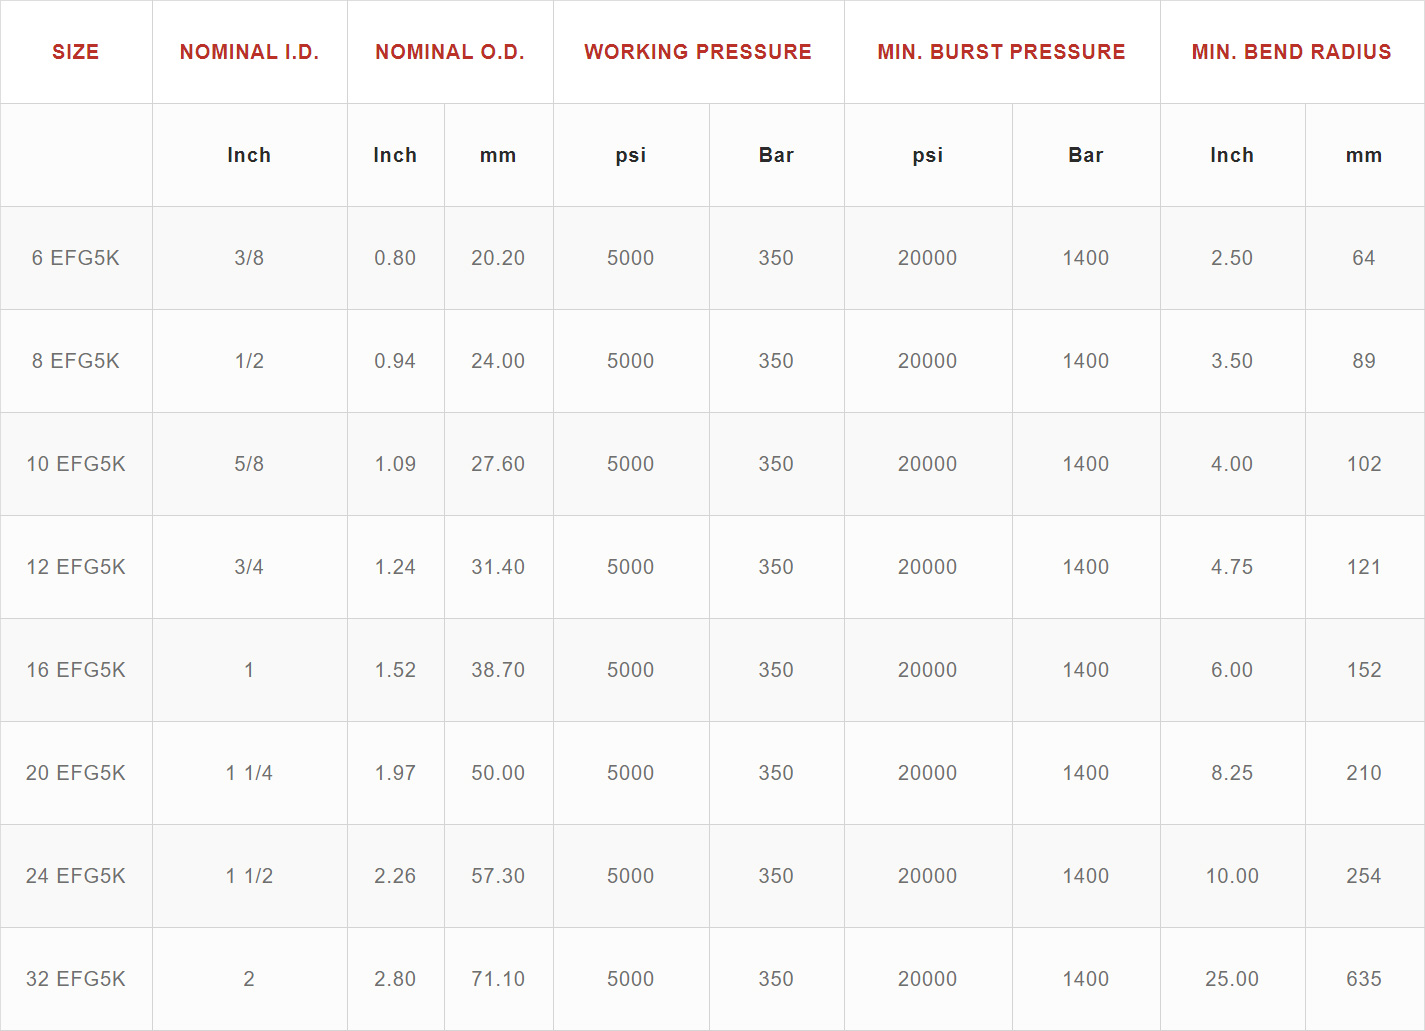 SIZE NOMINAL I.D. NOMINAL O.D. WORKING PRESSURE MIN. BURST PRESSURE MIN. BEND RADIUS
Inch Inch mm psi Bar psi Bar Inch mm
6 EFG5K 3/8 0.80 20.20 5000 350 20000 1400 2.50 64
8 EFG5K 1/2 0.94 24.00 5000 350 20000 1400 3.50 89
10 EFG5K 5/8 1.09 27.60 5000 350 20000 1400 4.00 102
12 EFG5K 3/4 1.24 31.40 5000 350 20000 1400 4.75 121
16 EFG5K 1 1.52 38.70 5000 350 20000 1400 6.00 152
20 EFG5K 1 1/4 1.97 50.00 5000 350 20000 1400 8.25 210
24 EFG5K 1 1/2 2.26 57.30 5000 350 20000 1400 10.00 254
32 EFG5K 2 2.80 71.10 5000 350 20000 1400 25.00 635